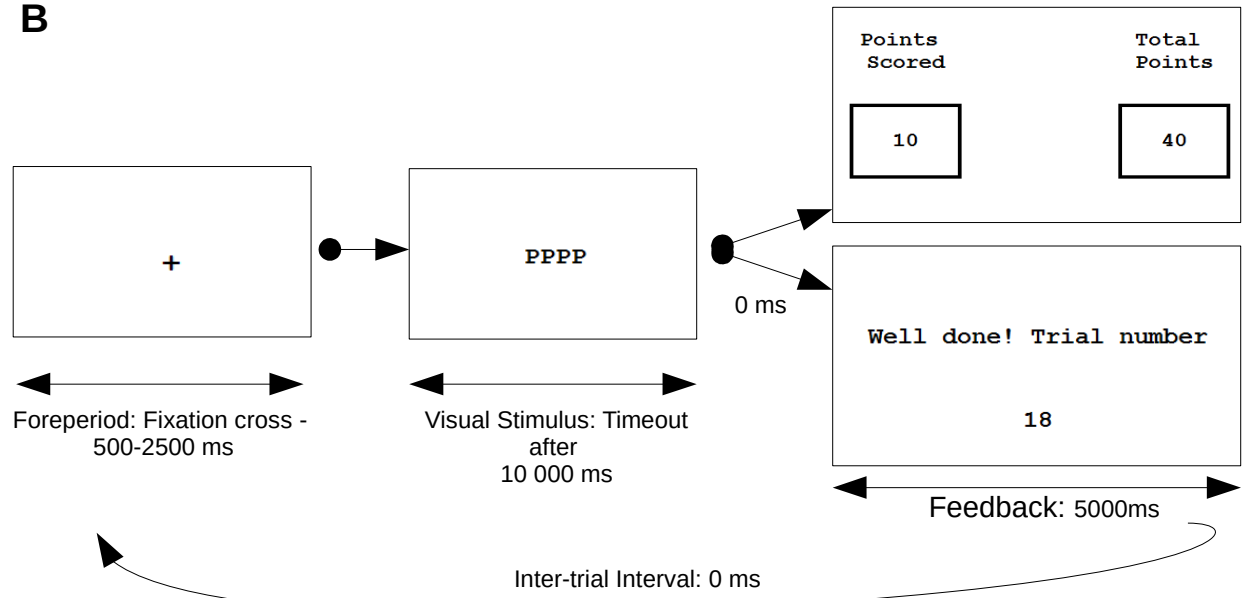 B
+
Foreperiod: Fixation cross -
500-2500 ms
PPPP
Visual Stimulus: Timeout
after
10 000 ms
0 ms
Points
Scored
10
Total
Points
40
Well done! Trial number
18
Feedback: 5000ms
Inter-trial Interval: 0 ms